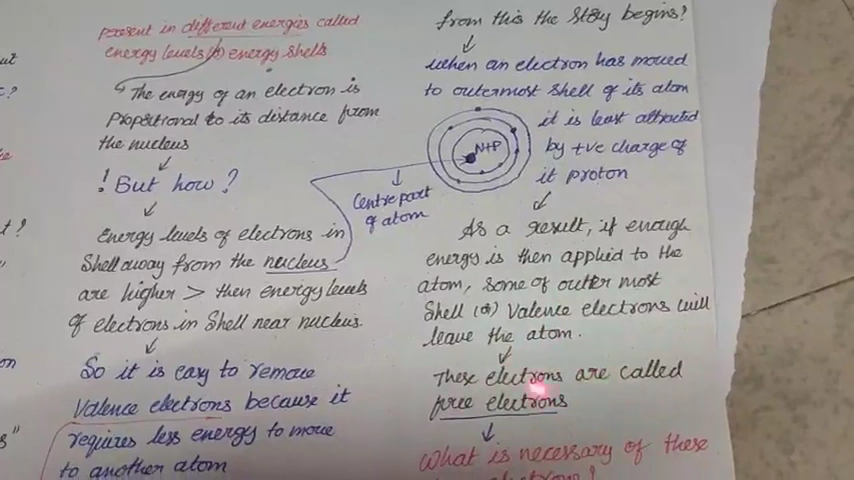 present in different energies called
energy levels (or) energy shells
The energy of an electron is
proportional to its distance from
the nucleus
! But how?
Energy levels of electrons in
Shell away from the nucleus
are higher > then energy levels
of electrons in Shell near nucleus.
So it is easy to remove
Valence electrons because it
requires less energy to move
to another atom
from this the story begins?
when an electron has moved
to outermost shell of its atom
it is least attracted
by +ve charge of
it proton
N+P
Centre part
of atom
As a result, if enough
energy is then applied to the
atom, some of outer most
Shell (or) Valence electrons will
leave the atom.
These electrons are called
free electrons
What is necessary of these